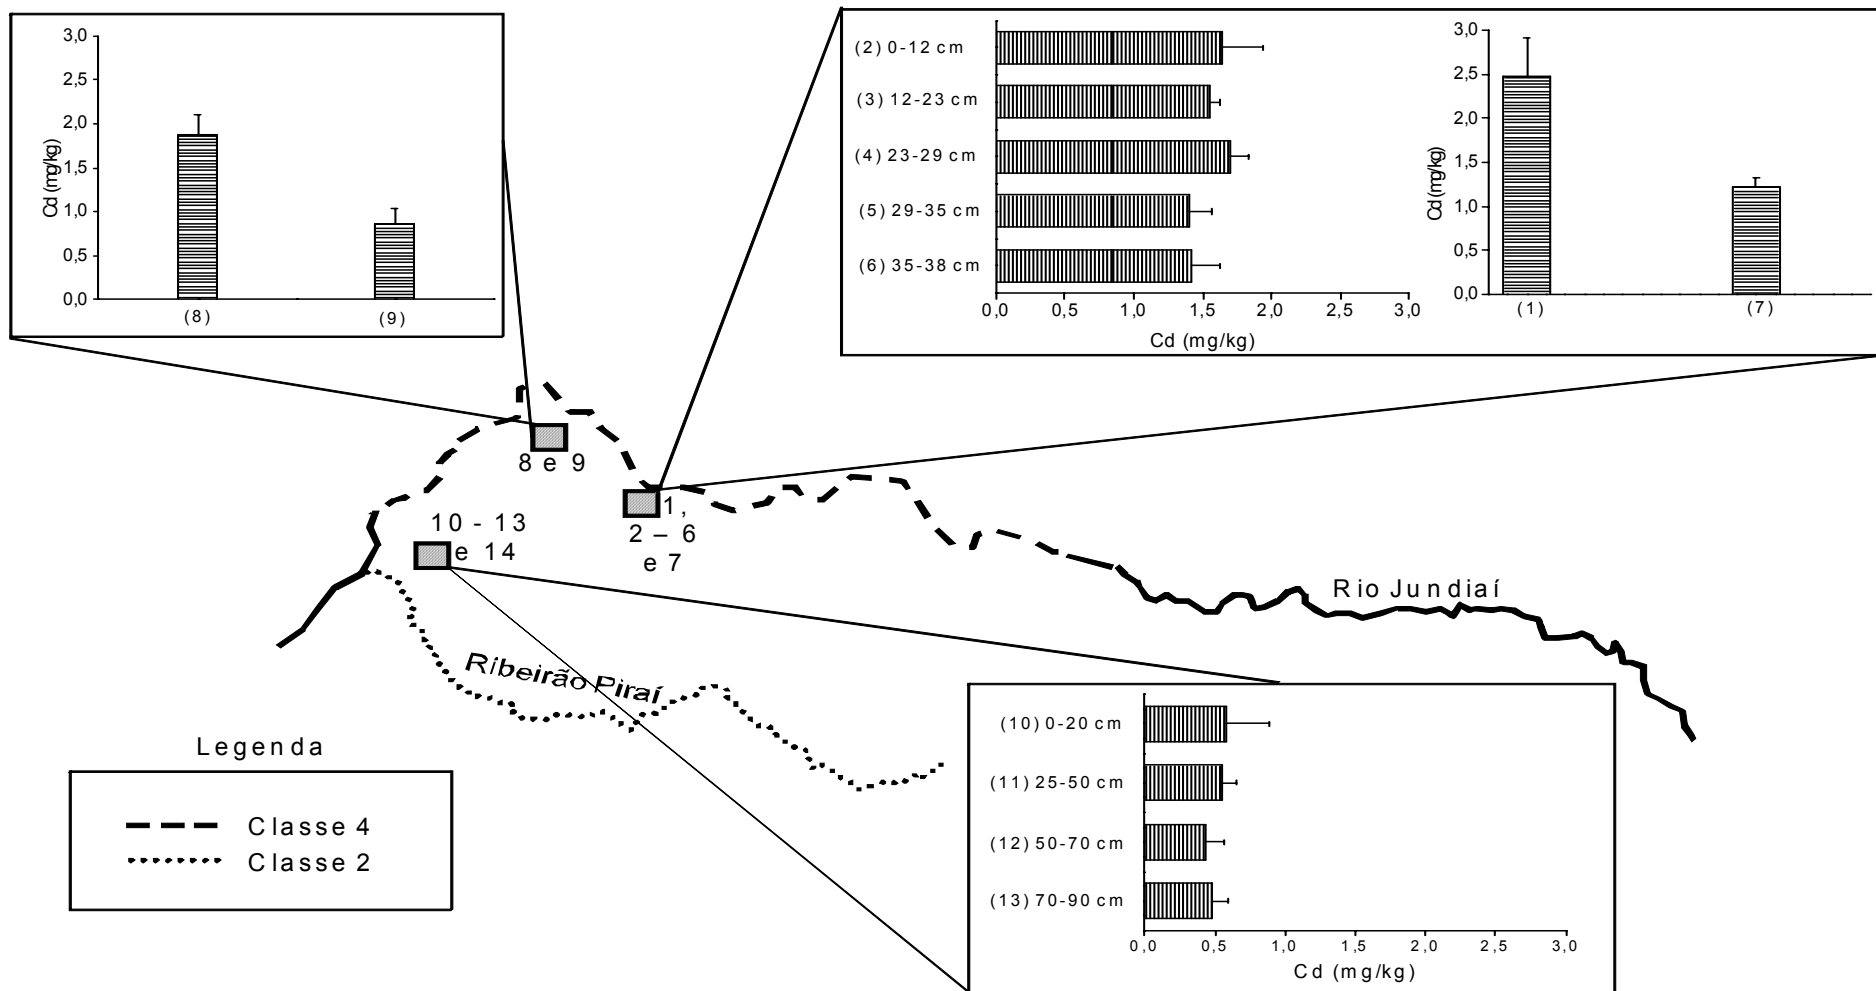 3,0
2,5
2,0
1,5
1,0
0,5
0,0
Cd (mg/kg)
(8)
(9)
(2) 0-12 cm
(3) 12-23 cm
(4) 23-29 cm
(5) 29-35 cm
(6) 35-38 cm
0,0 0,5 1,0 1,5 2,0 2,5 3,0
Cd (mg/kg)
3,0
2,5
2,0
1,5
1,0
0,5
0,0
Cd (mg/kg)
(1)
(7)
8 e 9
1,
2 – 6
e 7
10 - 13
e 14
Rio Jundiaí
Ribeirão Piraí
Legenda
Classe 4
Classe 2
(10) 0-20 cm
(11) 25-50 cm
(12) 50-70 cm
(13) 70-90 cm
0,0 0,5 1,0 1,5 2,0 2,5 3,0
Cd (mg/kg)